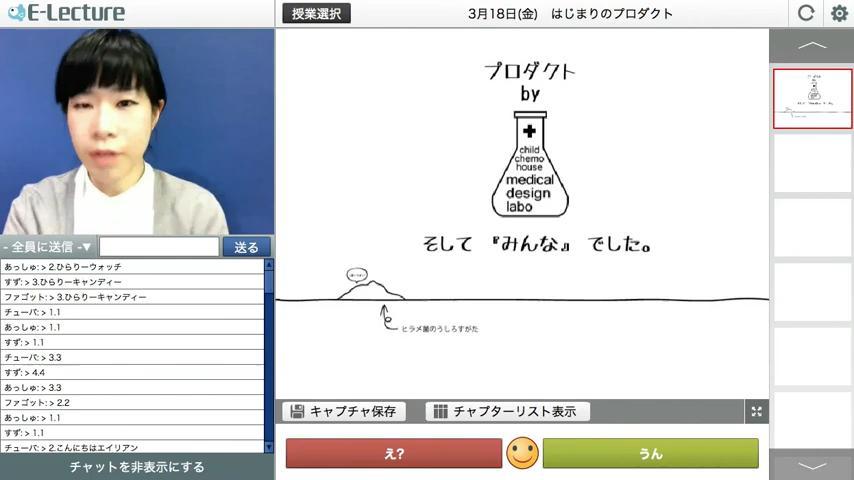 E-Lecture
授業選択
3月18日(金) はじまりのプロダクト
プロダクト
by
child
chemo
house
medical
design
labo
そして『みんな』でした。
ヒラメ菌のうしろすがた
- 全員に送信 -▼
送る
あっしゅ: > 2.ひらりーウォッチ
すず: > 3.ひらりーキャンディー
ファゴット: > 3.ひらりーキャンディー
チューバ: > 1.1
あっしゅ: > 1.1
すず: > 1.1
チューバ: > 3.3
すず: > 4.4
あっしゅ: > 3.3
ファゴット: > 2.2
あっしゅ: > 1.1
すず: > 1.1
チューバ: > 2.こんにちはエイリアン
チャットを非表示にする
キャプチャ保存
チャプターリスト表示
え?
うん